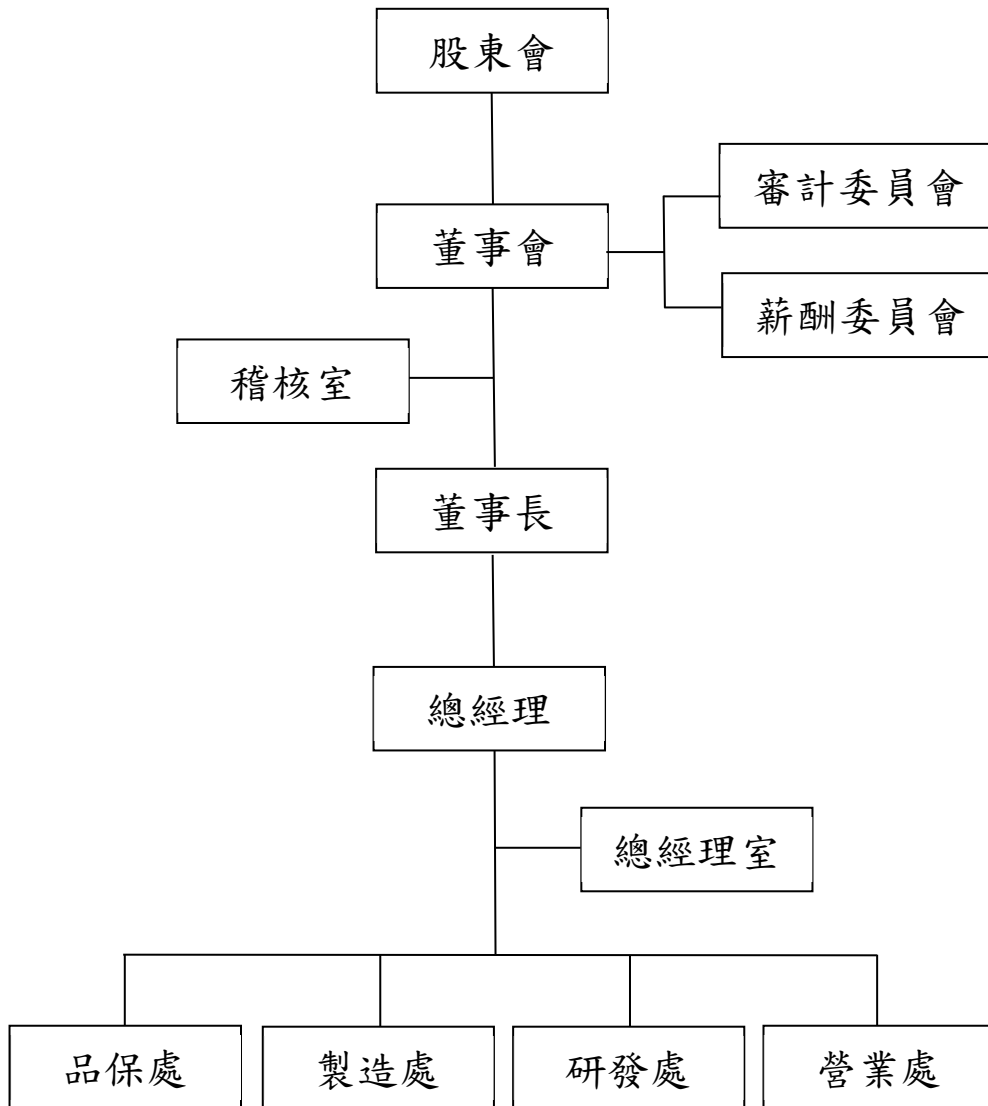 股東會
審計委員會
董事會
薪酬委員會
稽核室
董事長
總經理
總經理室
品保處
製造處
研發處
營業處